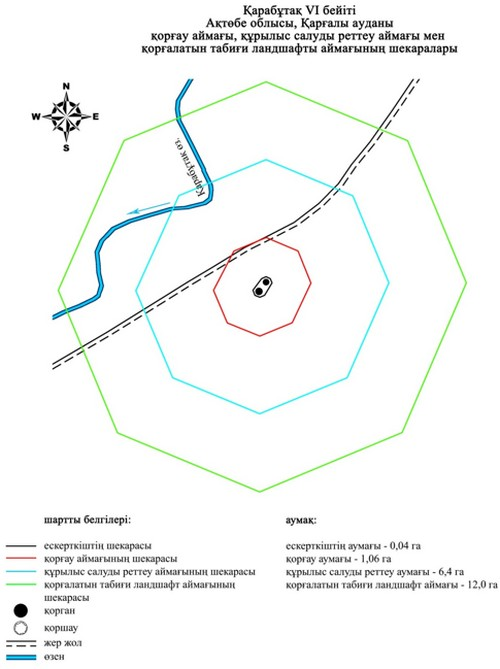 Қарабұтақ VI бейіті
Ақтөбе облысы, Қарғалы ауданы
қорғау аймағы, құрылыс салуды реттеу аймағы мен
қорғалатын табиғи ландшафты аймағының шекаралары
N
W E
S
Қарабұтақ өз.
шартты белгілері:
ескерткіштің шекарасы
қорғау аймағының шекарасы
құрылыс салуды реттеу аймағының шекарасы
қорғалатын табиғи ландшафт аймағының
шекарасы
қорған
қоршау
жер жол
өзен
аумақ:
ескерткіштің аумағы - 0,04 га
қорғау аумағы - 1,06 га
құрылыс салуды реттеу аумағы - 6,4 га
қорғалатын табиғи ландшафт аймағы - 12,0 га